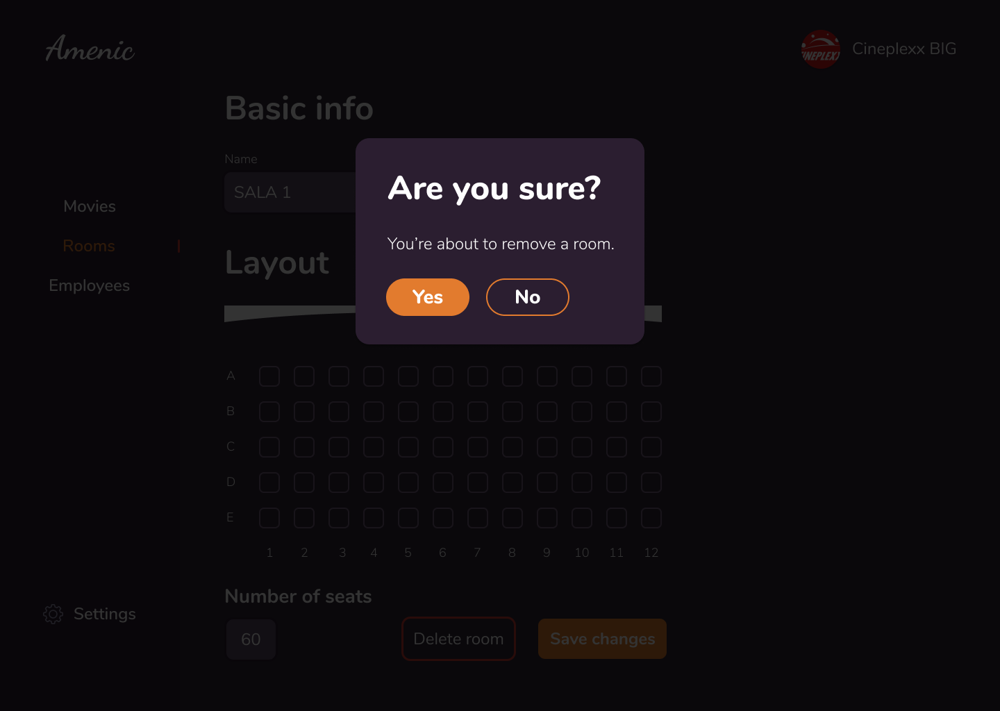 Amenic
Cineplexx BIG
Basic info
Name
SALA 1
Are you sure?
You’re about to remove a room.
Yes No
Movies
Rooms
Employees
Layout
A
B
C
D
E
1 2 3 4 5 6 7 8 9 10 11 12
Number of seats
Settings
60
Delete room
Save changes